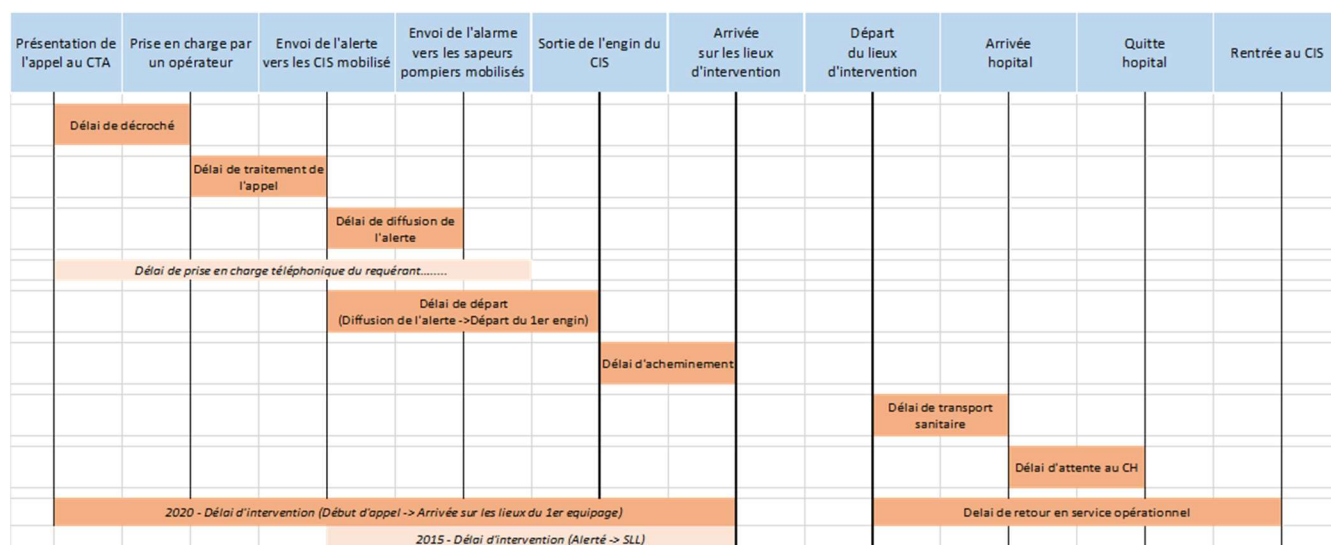 Présentation de
l'appel au CTA
Prise en charge par
un opérateur
Envoi de l'alerte
vers les CIS mobilisé
Envoi de l'alarme
vers les sapeurs
pompiers mobilisés
Sortie de l'engin du
CIS
Arrivée
sur les lieux
d'intervention
Départ
du lieux
d'intervention
Arrivée
hopital
Quitte
hopital
Rentrée au CIS
Délai de décroché
Délai de traitement de
l'appel
Délai de diffusion de
l'alerte
Délai de prise en charge téléphonique du requérant........
Délai de départ
(Diffusion de l'alerte ->Départ du 1er engin)
Délai d'acheminement
Délai de transport
sanitaire
Délai d'attente au CH
2020 - Délai d'intervention (Début d'appel -> Arrivée sur les lieux du 1er equipage)
Delai de retour en service opérationnel
2015 - Délai d'intervention (Alerté -> SLL)